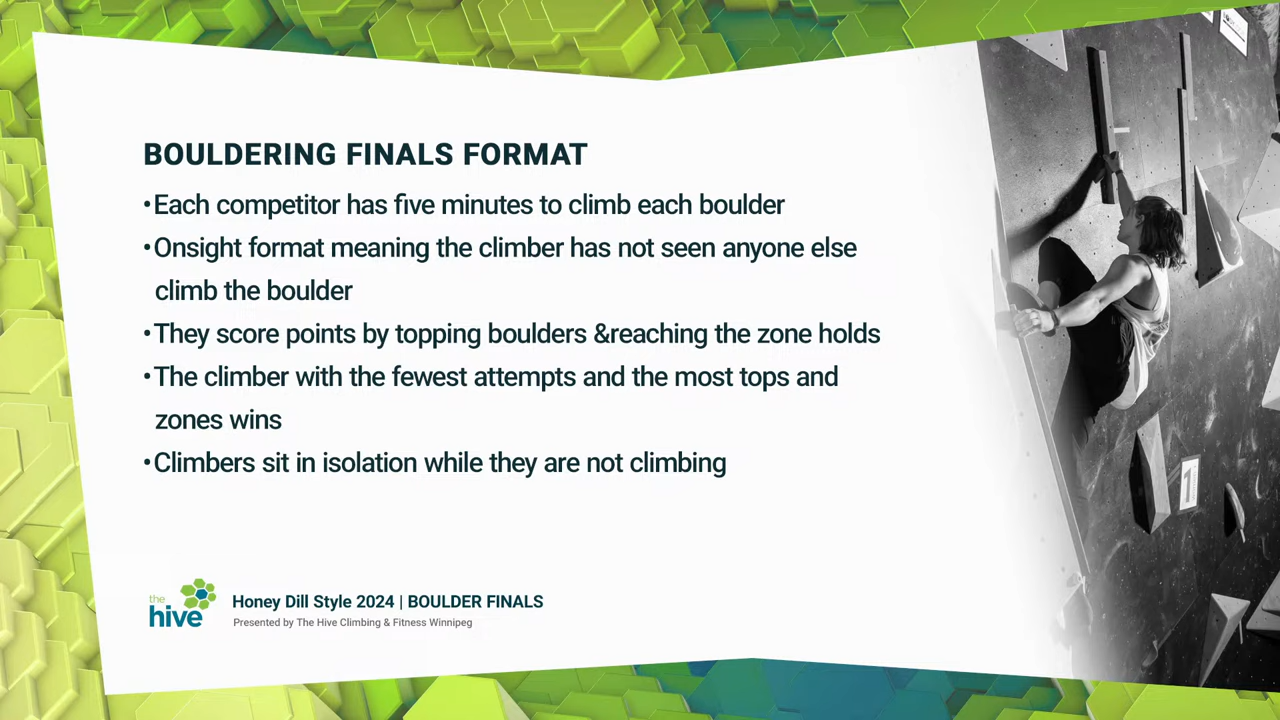 BOULDERING FINALS FORMAT
•Each competitor has five minutes to climb each boulder
•Onsight format meaning the climber has not seen anyone else
climb the boulder
•They score points by topping boulders &reaching the zone holds
•The climber with the fewest attempts and the most tops and
zones wins
•Climbers sit in isolation while they are not climbing
the
hive
Honey Dill Style 2024 | BOULDER FINALS
Presented by The Hive Climbing & Fitness Winnipeg
1